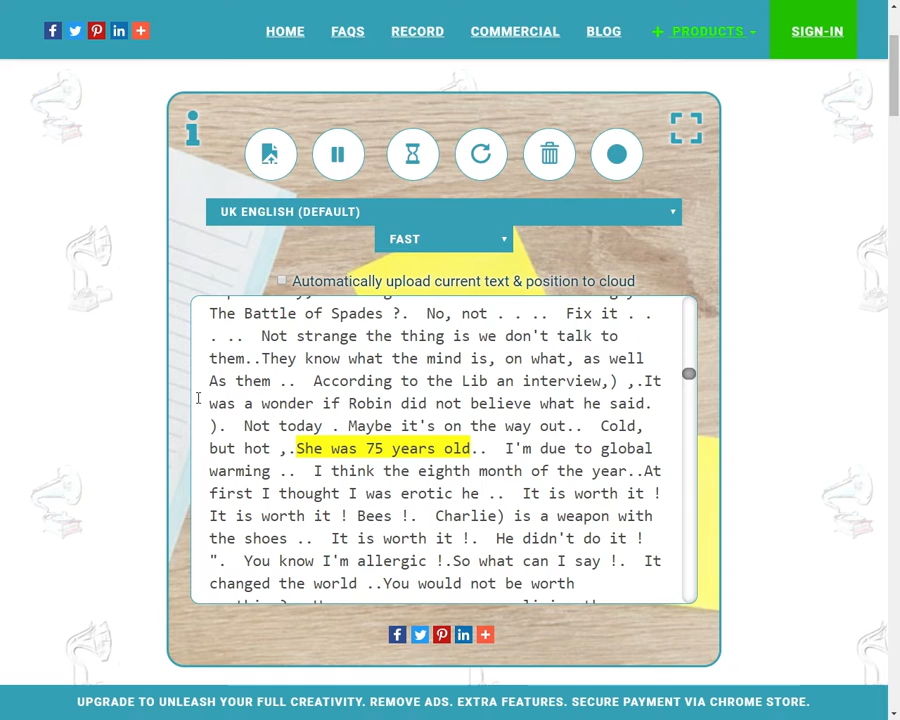 HOME FAQS RECORD COMMERCIAL BLOG + PRODUCTS SIGN-IN
UK ENGLISH (DEFAULT)
FAST
Automatically upload current text & position to cloud
The Battle of Spades ?.  No, not . . ..  Fix it . .
. ..  Not strange the thing is we don't talk to
them..They know what the mind is, on what, as well
As them ..  According to the Lib an interview,) ,.It
was a wonder if Robin did not believe what he said.
).  Not today . Maybe it's on the way out..  Cold,
but hot ,.She was 75 years old..  I'm due to global
warming ..  I think the eighth month of the year..At
first I thought I was erotic he ..  It is worth it !
It is worth it ! Bees !.  Charlie) is a weapon with
the shoes ..  It is worth it !.  He didn't do it !
".  You know I'm allergic !.So what can I say !.  It
changed the world ..You would not be worth
UPGRADE TO UNLEASH YOUR FULL CREATIVITY. REMOVE ADS. EXTRA FEATURES. SECURE PAYMENT VIA CHROME STORE.